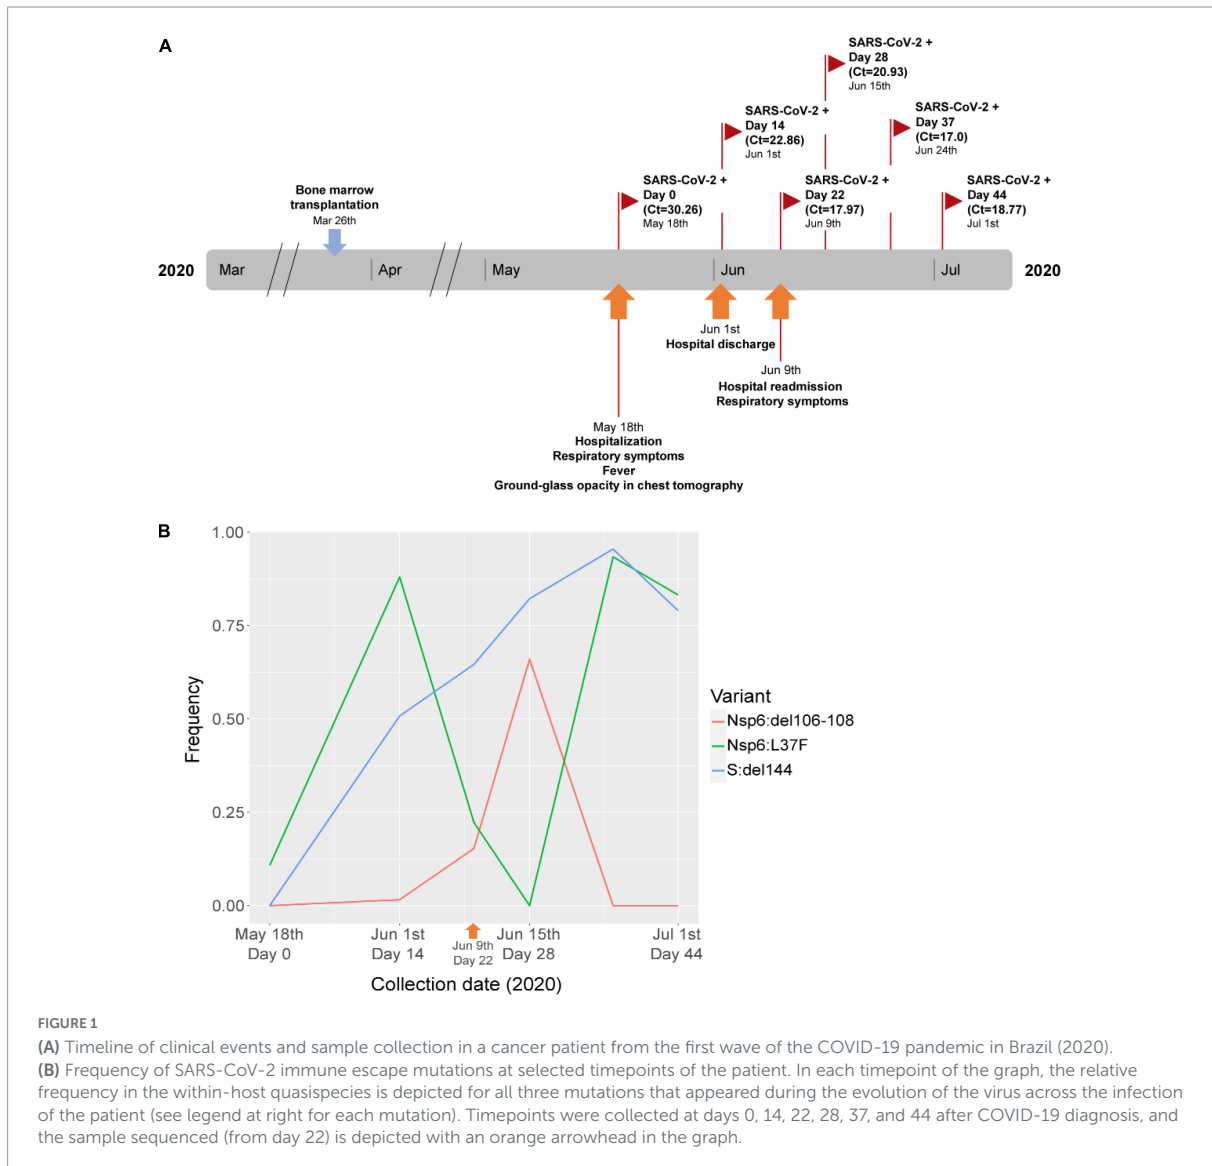 A
SARS-CoV-2 +
Day 28
(Ct=20.93)
Jun 15th
SARS-CoV-2 +
Day 14
(Ct=22.86)
Jun 1st
SARS-CoV-2 +
Day 37
(Ct=17.0)
Jun 24th
Bone marrow
transplantation
Mar 26th
SARS-CoV-2 +
Day 0
(Ct=30.26)
May 18th
SARS-CoV-2 +
Day 22
(Ct=17.97)
Jun 9th
SARS-CoV-2 +
Day 44
(Ct=18.77)
Jul 1st
2020 Mar Apr May Jun Jul 2020
Jun 1st
Hospital discharge
Jun 9th
Hospital readmission
Respiratory symptoms
May 18th
Hospitalization
Respiratory symptoms
Fever
Ground-glass opacity in chest tomography
B
1.00
0.75
0.50
0.25
0.00
Frequency
Variant
Nsp6:del106-108
Nsp6:L37F
S:del144
May 18th
Day 0
Jun 1st
Day 14
Jun 9th
Day 22
Jun 15th
Day 28
Jul 1st
Day 44
Collection date (2020)
FIGURE 1
(A) Timeline of clinical events and sample collection in a cancer patient from the first wave of the COVID-19 pandemic in Brazil (2020).
(B) Frequency of SARS-CoV-2 immune escape mutations at selected timepoints of the patient. In each timepoint of the graph, the relative
frequency in the within-host quasispecies is depicted for all three mutations that appeared during the evolution of the virus across the infection
of the patient (see legend at right for each mutation). Timepoints were collected at days 0, 14, 22, 28, 37, and 44 after COVID-19 diagnosis, and
the sample sequenced (from day 22) is depicted with an orange arrowhead in the graph.